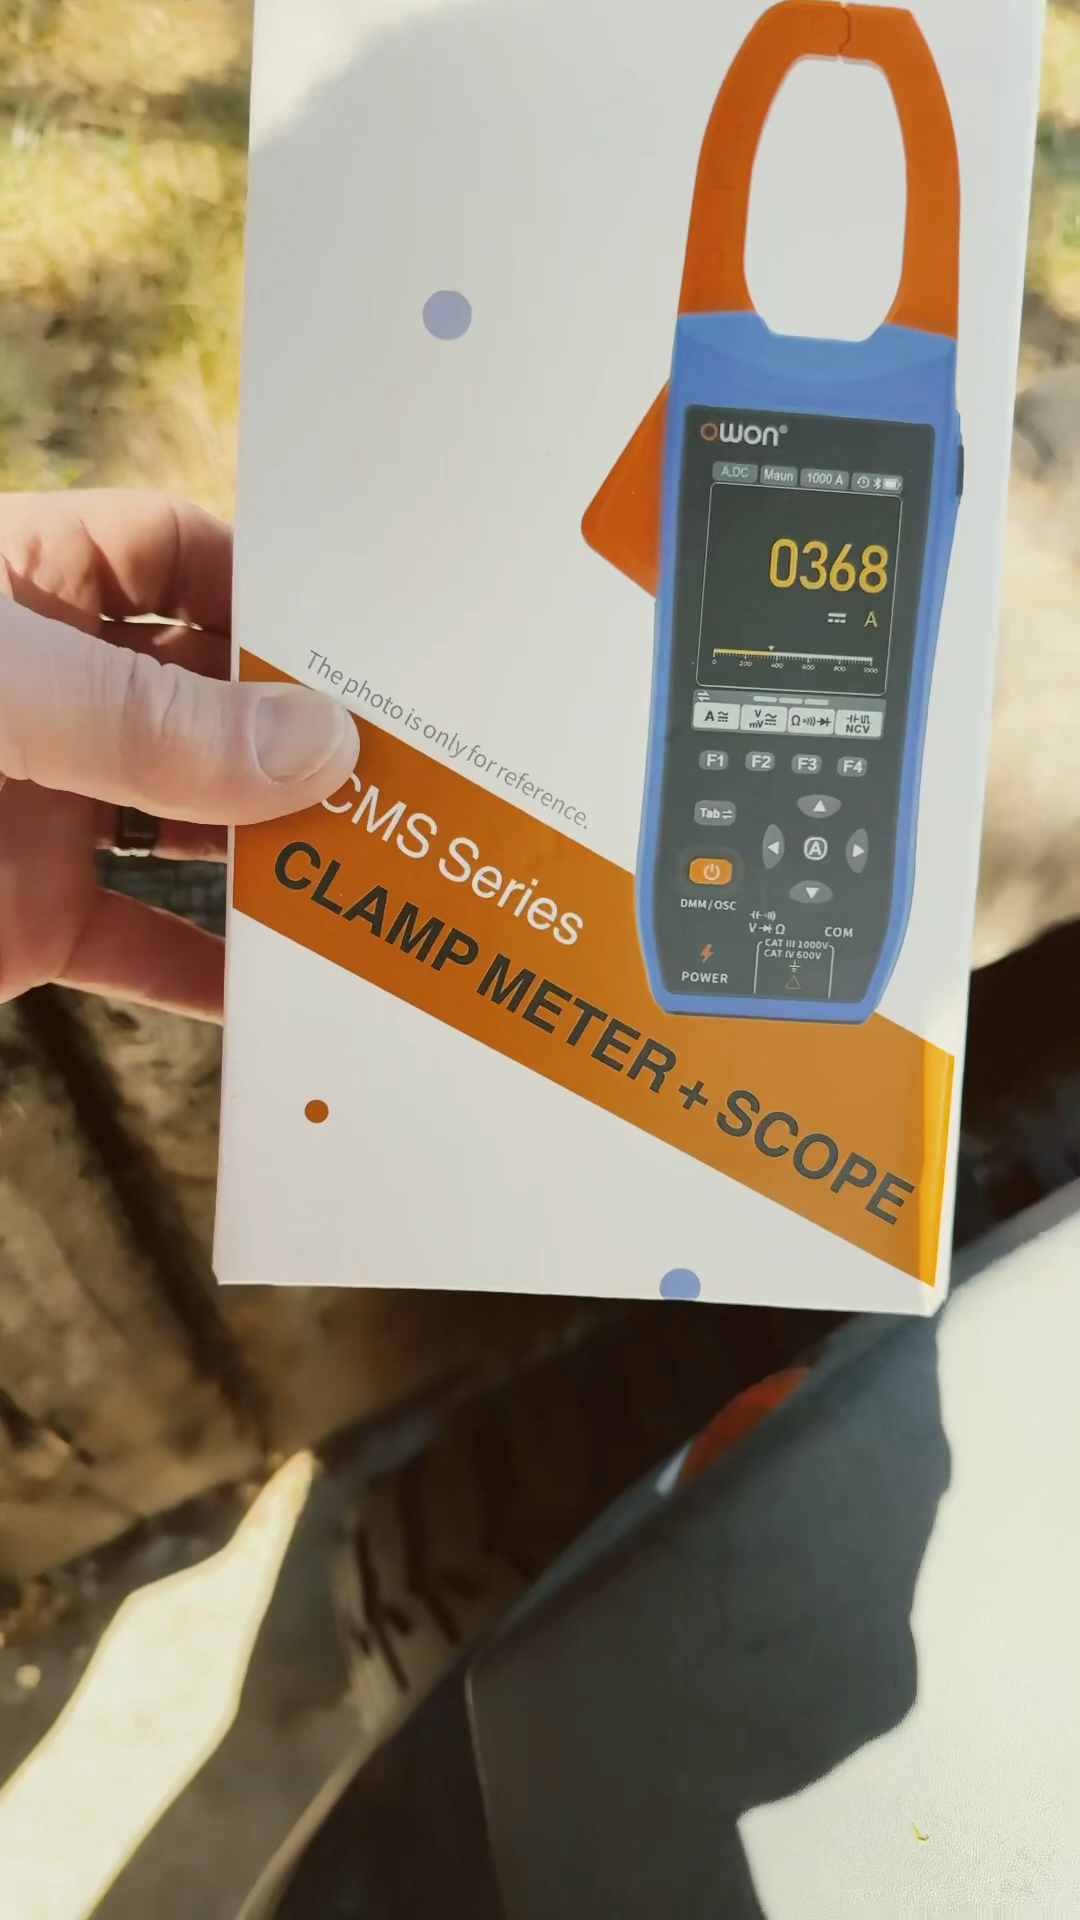 OWON®
A,DC Maun 1000 A
0368
A
0 200 400 600 800 1000
A V mV Ω NCV
F1 F2 F3 F4
Tab
A
DMM/OSC
V Ω COM
CAT III 1000V
CAT IV 600V
POWER
The photo is only for reference.
CMS Series
CLAMP METER + SCOPE